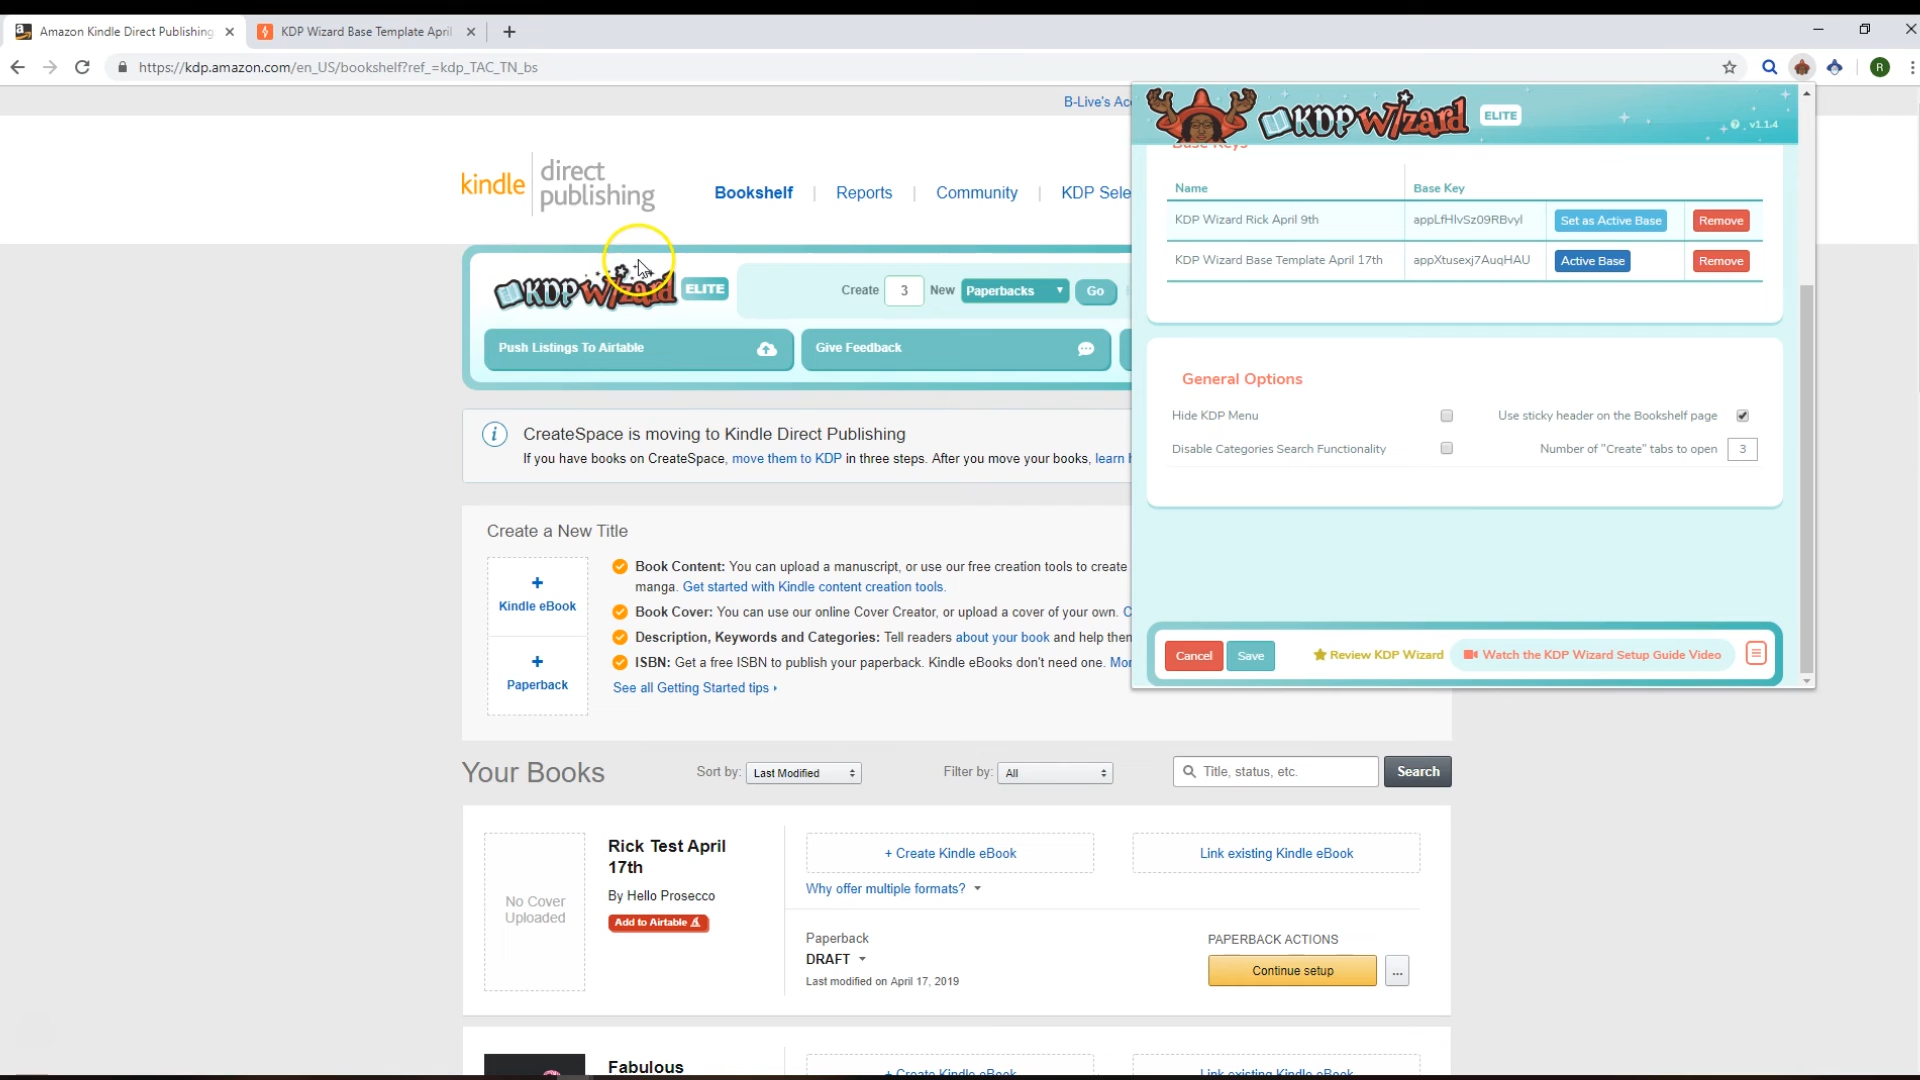 Amazon Kindle Direct Publishing
KDP Wizard Base Template April
https://kdp.amazon.com/en_US/bookshelf?ref_=kdp_TAC_TN_bs
R
B-Live's
kindle direct publishing
Bookshelf | Reports | Community | KDP Sele
KDP Wizard ELITE
Create 3 New Paperbacks Go
Push Listings To Airtable
Give Feedback
CreateSpace is moving to Kindle Direct Publishing
If you have books on CreateSpace, move them to KDP in three steps. After you move your books, learn
Create a New Title
+
Kindle eBook
+
Paperback
Book Content: You can upload a manuscript, or use our free creation tools to create
manga. Get started with Kindle content creation tools.
Book Cover: You can use our online Cover Creator, or upload a cover of your own. C
Description, Keywords and Categories: Tell readers about your book and help then
ISBN: Get a free ISBN to publish your paperback. Kindle eBooks don't need one. Mor
See all Getting Started tips ›
KDP Wizard ELITE
v1.1.4
Base Keys
Name Base Key
KDP Wizard Rick April 9th appLfHlvSz09RBvyl Set as Active Base Remove
KDP Wizard Base Template April 17th appXtusexj7AuqHAU Active Base Remove
General Options
Hide KDP Menu
Use sticky header on the Bookshelf page
Disable Categories Search Functionality
Number of "Create" tabs to open 3
Cancel Save
Review KDP Wizard
Watch the KDP Wizard Setup Guide Video
Your Books
Sort by: Last Modified
Filter by: All
Title, status, etc. Search
No Cover
Uploaded
Rick Test April
17th
By Hello Prosecco
Add to Airtable
+ Create Kindle eBook
Link existing Kindle eBook
Why offer multiple formats?
Paperback
DRAFT
Last modified on April 17, 2019
PAPERBACK ACTIONS
Continue setup ...
Fabulous
+ Create Kindle eBook
Link existing Kindle eBook